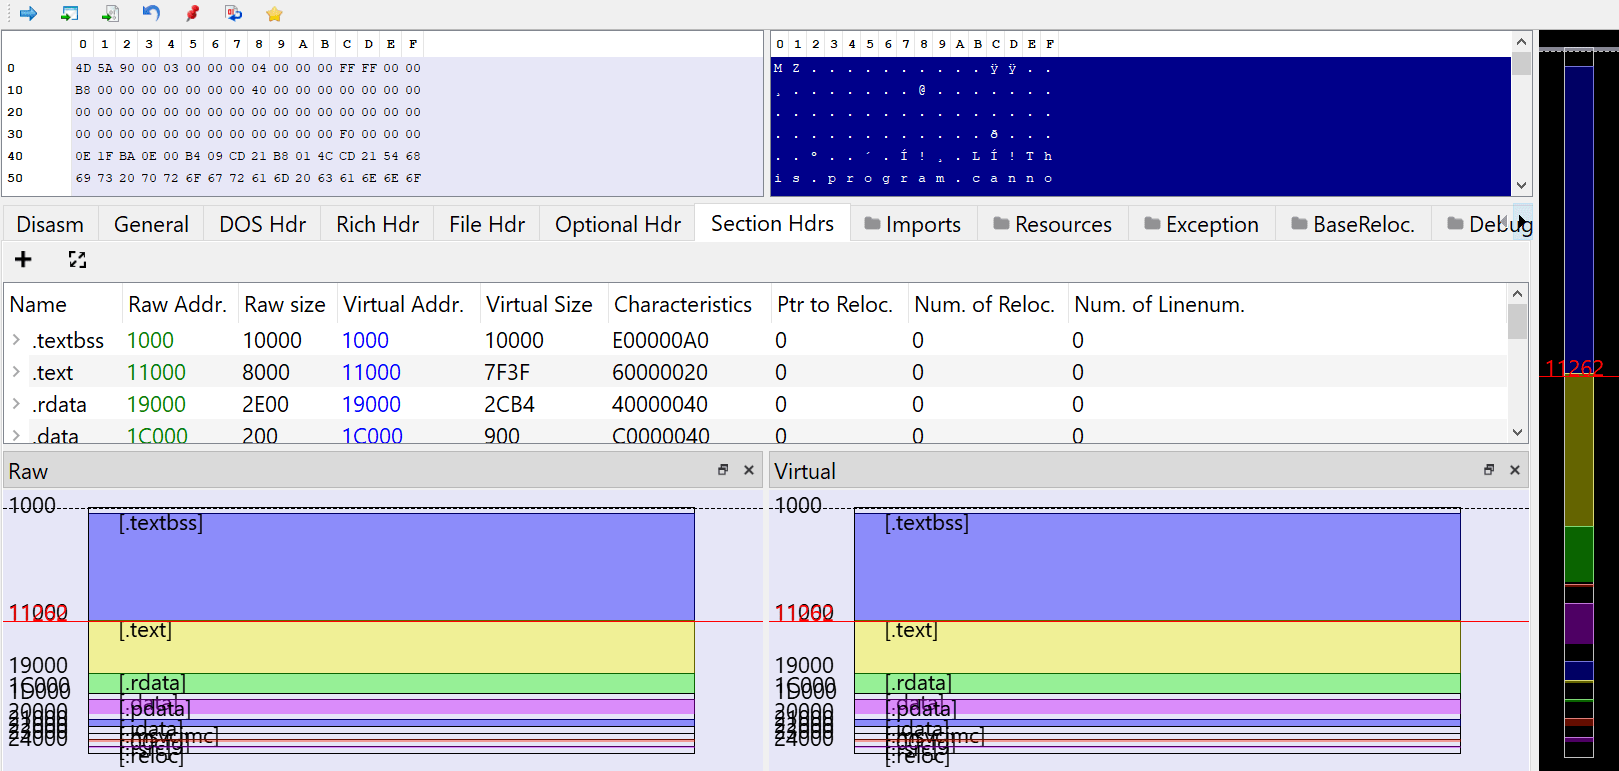 0 1 2 3 4 5 6 7 8 9 A B C D E F
0 4D 5A 90 00 03 00 00 00 04 00 00 00 FF FF 00 00
10 B8 00 00 00 00 00 00 00 40 00 00 00 00 00 00 00
20 00 00 00 00 00 00 00 00 00 00 00 00 00 00 00 00
30 00 00 00 00 00 00 00 00 00 00 00 00 F0 00 00 00
40 0E 1F BA 0E 00 B4 09 CD 21 B8 01 4C CD 21 54 68
50 69 73 20 70 72 6F 67 72 61 6D 20 63 61 6E 6E 6F
0 1 2 3 4 5 6 7 8 9 A B C D E F
M Z . . . . . . . . . . ÿ ÿ . .
¸ . . . . . . . @ . . . . . . .
. . . . . . . . . . . . . . . .
. . . . . . . . . . . . ð . . .
. . º . . ´ . Í ! ¸ . L Í ! T h
i s . p r o g r a m . c a n n o
Disasm General DOS Hdr Rich Hdr File Hdr Optional Hdr Section Hdrs Imports Resources Exception BaseReloc. Debug
Name Raw Addr. Raw size Virtual Addr. Virtual Size Characteristics Ptr to Reloc. Num. of Reloc. Num. of Linenum.
.textbss 1000 10000 1000 10000 E00000A0 0 0 0
.text 11000 8000 11000 7F3F 60000020 0 0 0
.rdata 19000 2E00 19000 2CB4 40000040 0 0 0
.data 1C000 200 1C000 900 C0000040 0 0 0
11262
Raw
1000
[.textbss]
11262
[.text]
19000
[.rdata]
1C000
1D000
[.data]
[.pdata]
20000
[.idata]
24000
[.reloc]
Virtual
1000
[.textbss]
11262
[.text]
19000
[.rdata]
1C000
1D000
[.data]
[.pdata]
20000
[.idata]
24000
[.reloc]